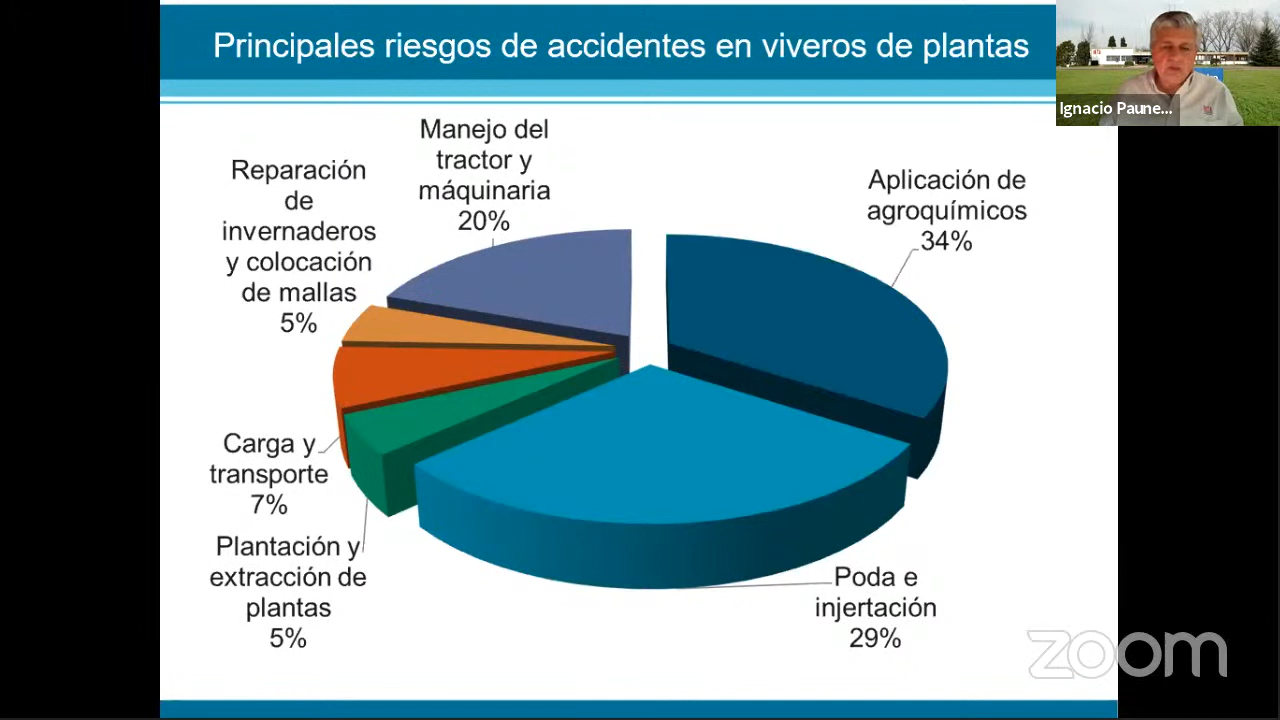 Principales riesgos de accidentes en viveros de plantas
Ignacio Paune...
Manejo del
tractor y
máquinaria
20%
Reparación
de
invernaderos
y colocación
de mallas
5%
Aplicación de
agroquímicos
34%
Carga y
transporte
7%
Plantación y
extracción de
plantas
5%
Poda e
injertación
29%
zoom